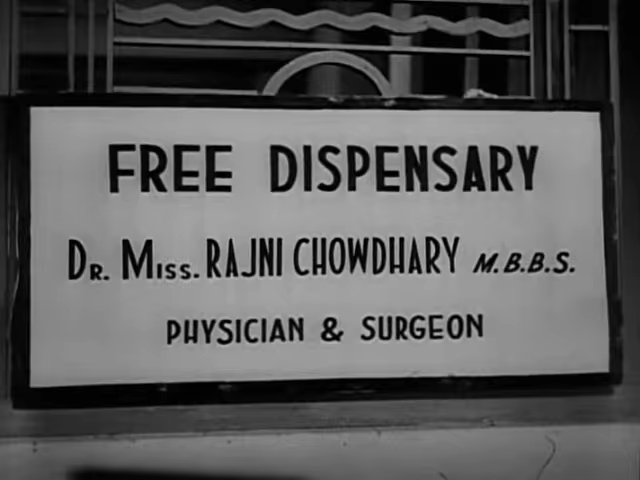 FREE DISPENSARY
DR. MISS. RAJNI CHOWDHARY M.B.B.S.
PHYSICIAN & SURGEON